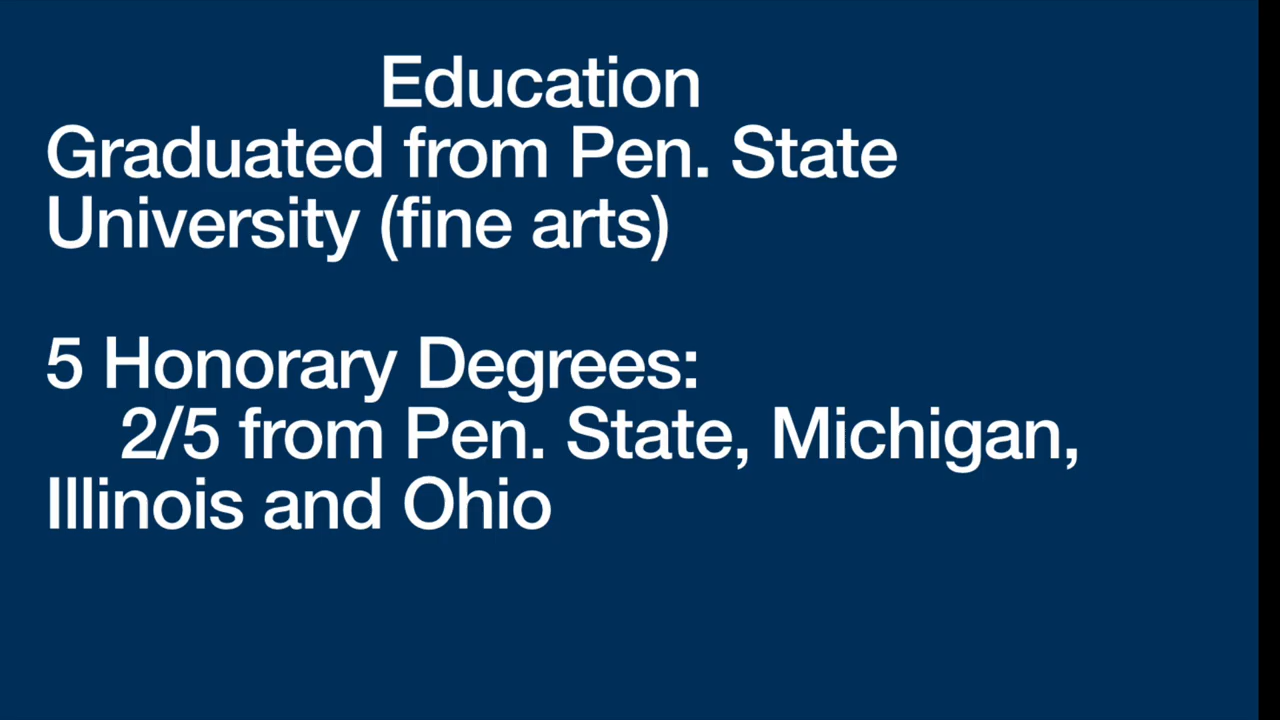 Education
Graduated from Pen. State
University (fine arts)
5 Honorary Degrees:
2/5 from Pen. State, Michigan,
Illinois and Ohio